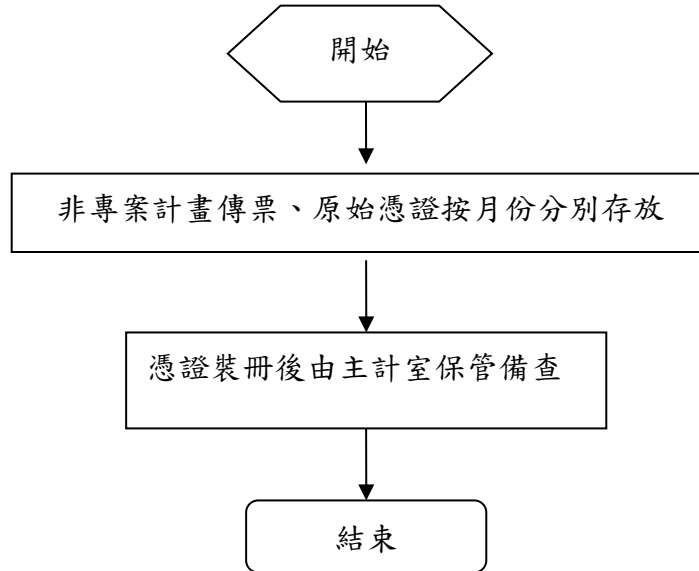 開始
非專案計畫傳票、原始憑證按月份分別存放
憑證裝冊後由主計室保管備查
結束